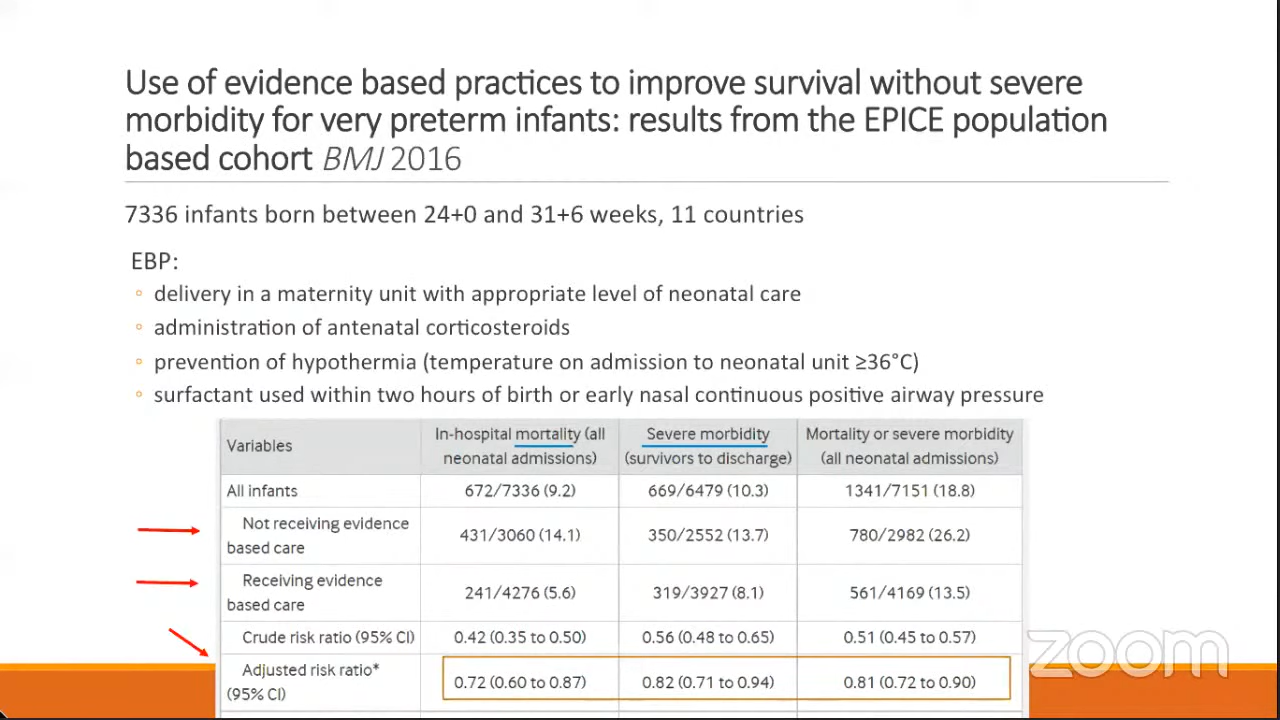 Use of evidence based practices to improve survival without severe
morbidity for very preterm infants: results from the EPICE population
based cohort BMJ 2016
7336 infants born between 24+0 and 31+6 weeks, 11 countries
EBP:
delivery in a maternity unit with appropriate level of neonatal care
administration of antenatal corticosteroids
prevention of hypothermia (temperature on admission to neonatal unit ≥36°C)
surfactant used within two hours of birth or early nasal continuous positive airway pressure
Variables
In-hospital mortality (all
neonatal admissions)
Severe morbidity
(survivors to discharge)
Mortality or severe morbidity
(all neonatal admissions)
All infants
672/7336 (9.2)
669/6479 (10.3)
1341/7151 (18.8)
Not receiving evidence
based care
431/3060 (14.1)
350/2552 (13.7)
780/2982 (26.2)
Receiving evidence
based care
241/4276 (5.6)
319/3927 (8.1)
561/4169 (13.5)
Crude risk ratio (95% CI)
0.42 (0.35 to 0.50)
0.56 (0.48 to 0.65)
0.51 (0.45 to 0.57)
Adjusted risk ratio*
(95% CI)
0.72 (0.60 to 0.87)
0.82 (0.71 to 0.94)
0.81 (0.72 to 0.90)
zoom